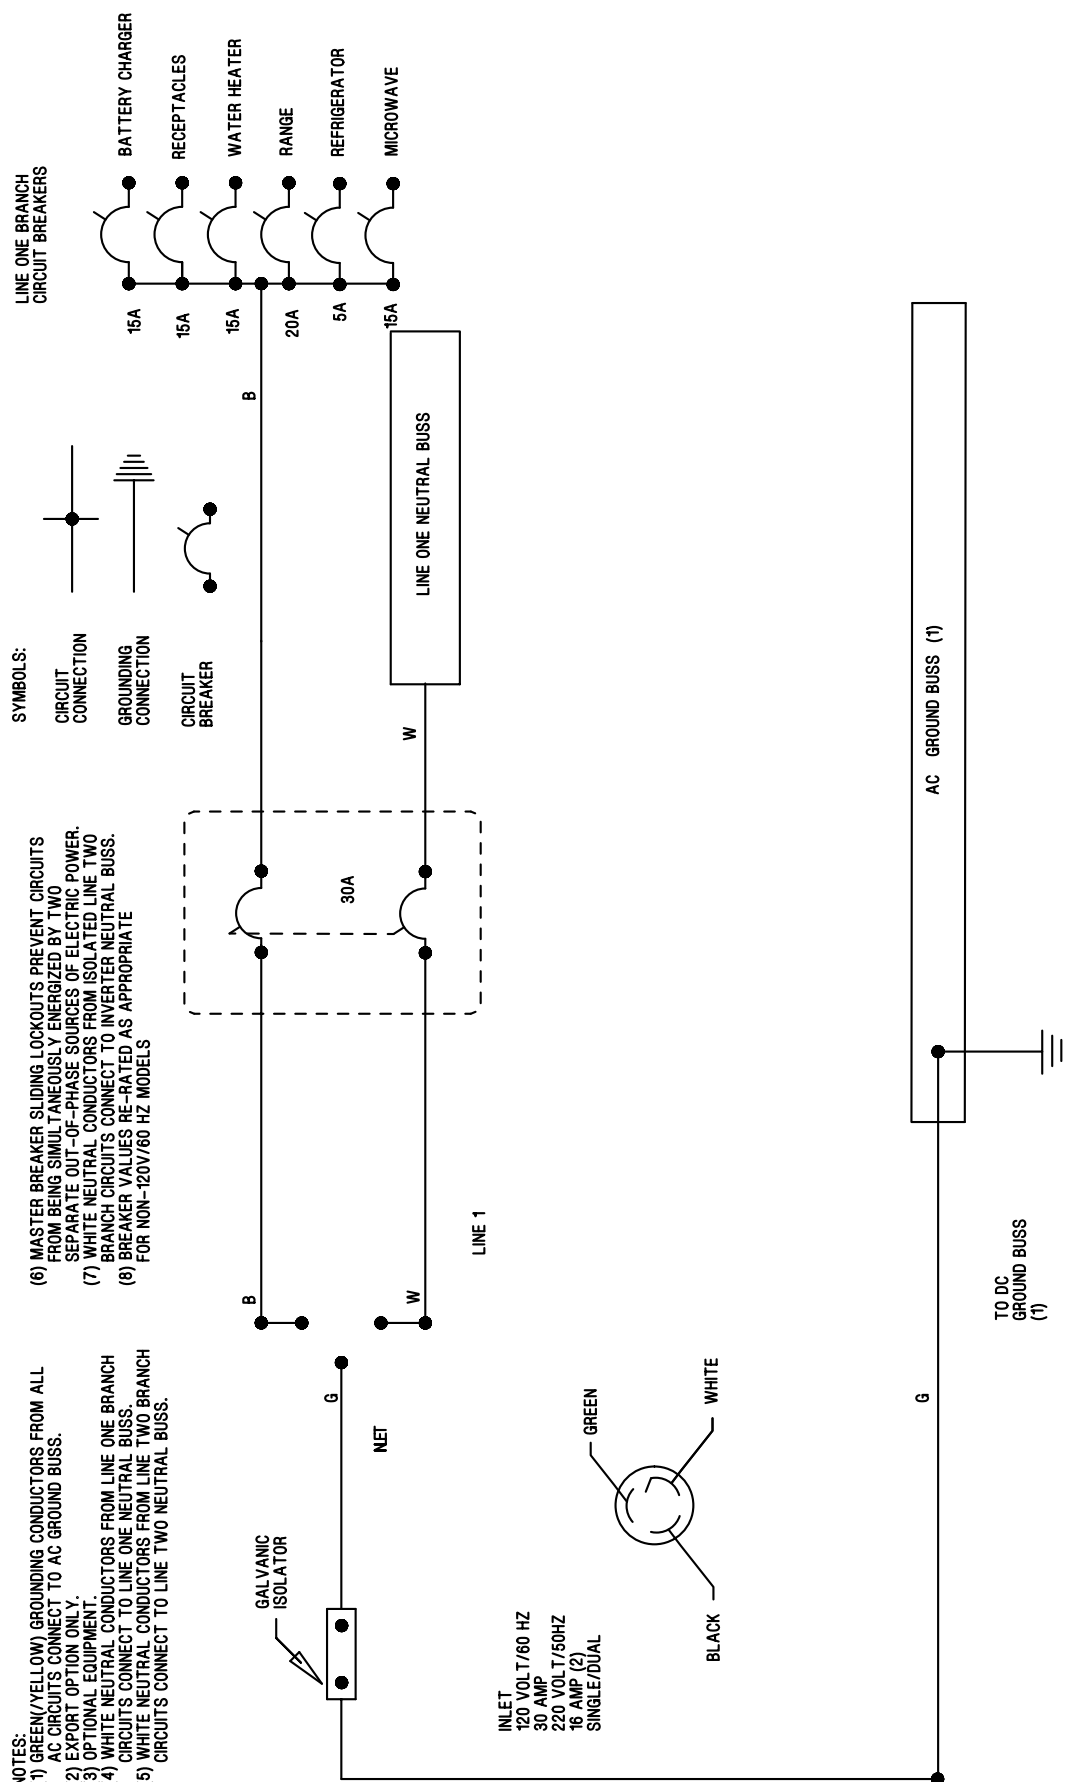 NOTES:
1) GREEN(/YELLOW) GROUNDING CONDUCTORS FROM ALL
AC CIRCUITS CONNECT TO AC GROUND BUSS.
2) EXPORT OPTION ONLY.
3) OPTIONAL EQUIPMENT.
4) WHITE NEUTRAL CONDUCTORS FROM LINE ONE BRANCH
CIRCUITS CONNECT TO LINE ONE NEUTRAL BUSS.
5) WHITE NEUTRAL CONDUCTORS FROM LINE TWO BRANCH
CIRCUITS CONNECT TO LINE TWO NEUTRAL BUSS.
(6) MASTER BREAKER SLIDING LOCKOUTS PREVENT CIRCUITS
FROM BEING SIMULTANEOUSLY ENERGIZED BY TWO
SEPARATE OUT-OF-PHASE SOURCES OF ELECTRIC POWER.
(7) WHITE NEUTRAL CONDUCTORS FROM ISOLATED LINE TWO
BRANCH CIRCUITS CONNECT TO INVERTER NEUTRAL BUSS.
(8) BREAKER VALUES RE-RATED AS APPROPRIATE
FOR NON-120V/60 HZ MODELS
SYMBOLS:
CIRCUIT
CONNECTION
GROUNDING
CONNECTION
CIRCUIT
BREAKER
LINE ONE BRANCH
CIRCUIT BREAKERS
15A
BATTERY CHARGER
15A
RECEPTACLES
15A
WATER HEATER
20A
RANGE
5A
REFRIGERATOR
15A
MICROWAVE
GALVANIC
ISOLATOR
G
B
B
30A
NLET
W
W
LINE ONE NEUTRAL BUSS
LINE 1
INLET
120 VOLT/60 HZ
30 AMP
220 VOLT/50HZ
16 AMP (2)
SINGLE/DUAL
GREEN
BLACK
WHITE
G
AC GROUND BUSS (1)
TO DC
GROUND BUSS
(1)